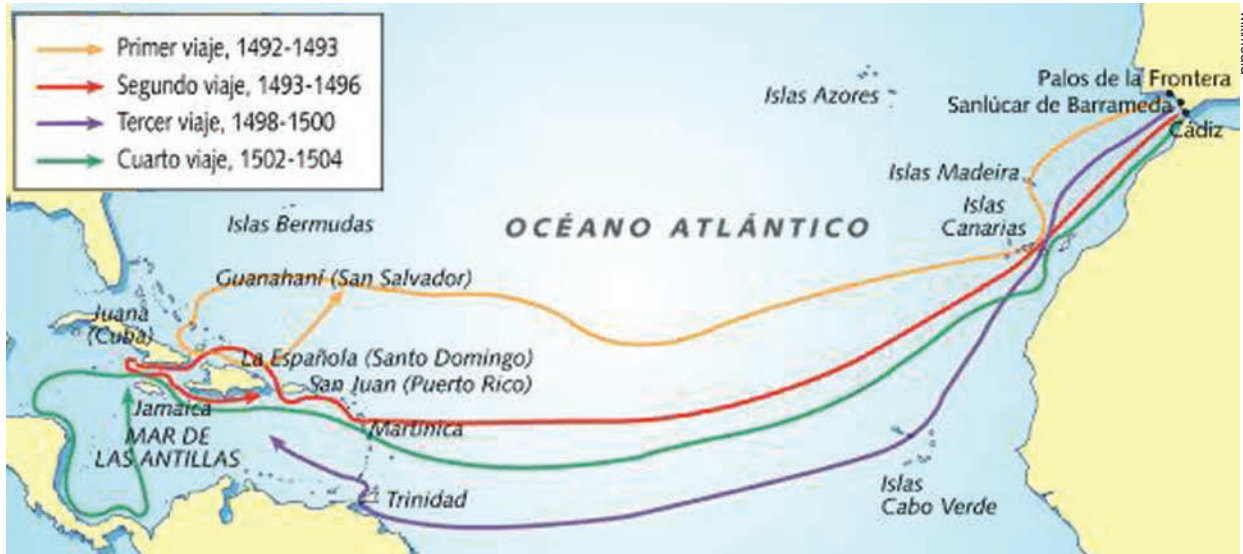 Primer viaje, 1492-1493
Segundo viaje, 1493-1496
Tercer viaje, 1498-1500
Cuarto viaje, 1502-1504
Palos de la Frontera
Islas Azores
Sanlúcar de Barrameda
Cádiz
Islas Madeira
Islas Bermudas
OCÉANO ATLÁNTICO
Islas
Canarias
Guanahaní (San Salvador)
Juana
(Cuba)
La Española (Santo Domingo)
San Juan (Puerto Rico)
Jamaica
Martinica
MAR DE
LAS ANTILLAS
Trinidad
Islas
Cabo Verde